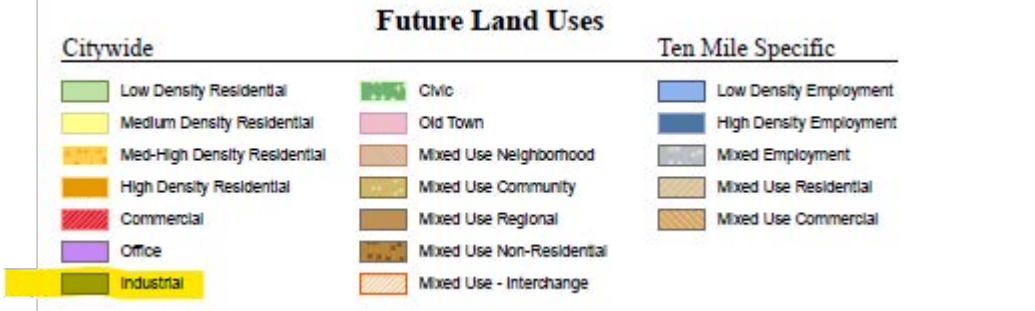 Future Land Uses
Citywide
Low Density Residential
Medium Density Residential
Med-High Density Residential
High Density Residential
Commercial
Office
Industrial
Civic
Old Town
Mixed Use Neighborhood
Mixed Use Community
Mixed Use Regional
Mixed Use Non-Residential
Mixed Use - Interchange
Ten Mile Specific
Low Density Employment
High Density Employment
Mixed Employment
Mixed Use Residential
Mixed Use Commercial